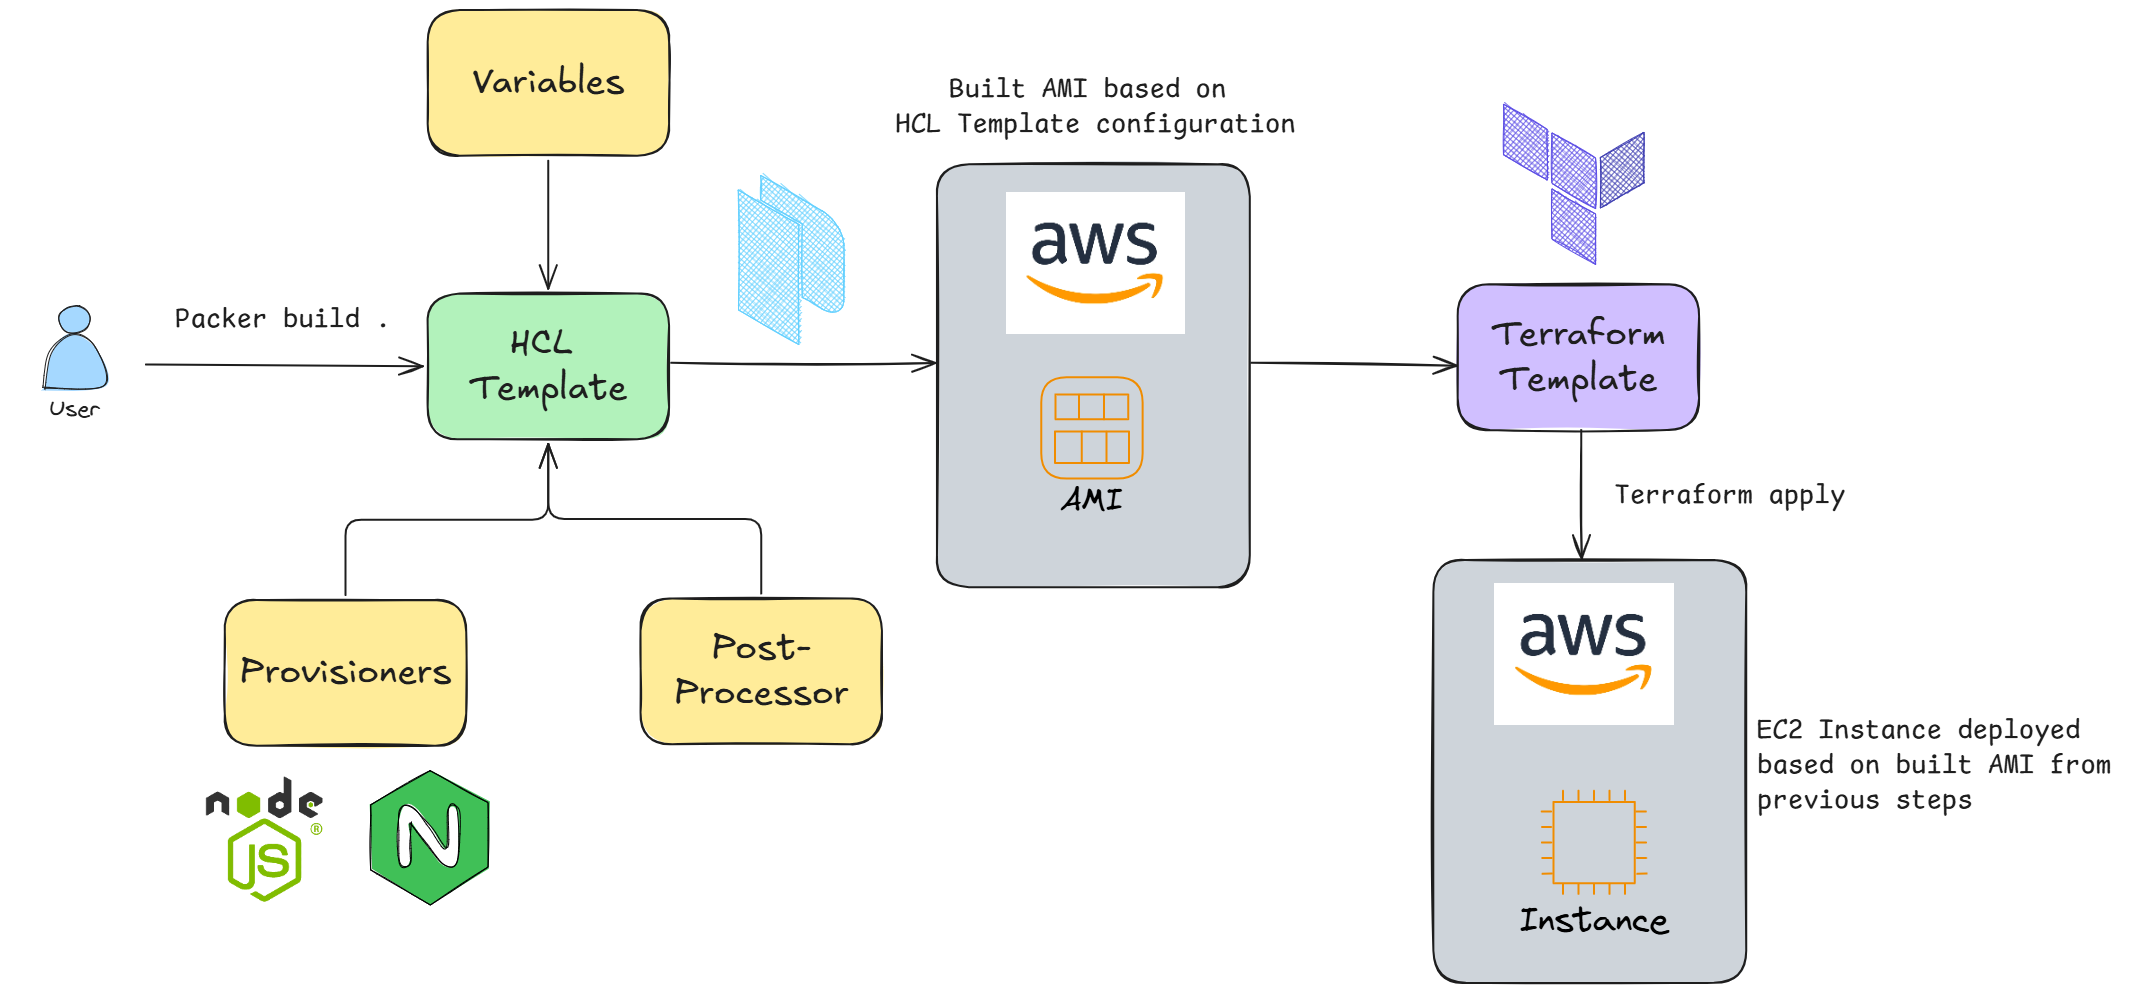 Variables
Built AMI based on
HCL Template configuration
aws
Packer build .
HCL
Template
User
AMI
Terraform
Template
Terraform apply
Provisioners
Post-
Processor
node
JS
®
N
aws
EC2 Instance deployed
based on built AMI from
previous steps
Instance